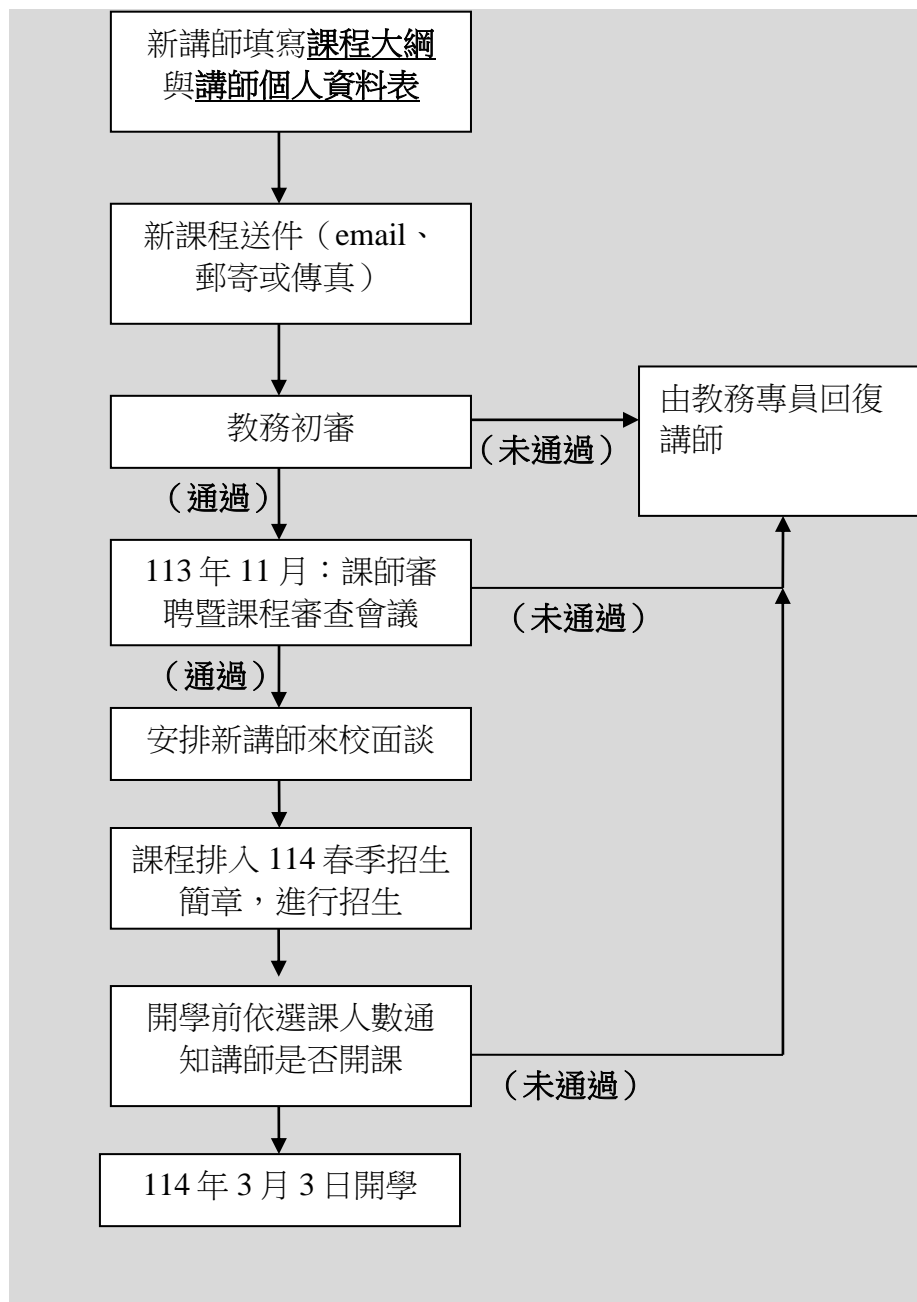 新講師填寫課程大綱
與講師個人資料表
新課程送件（email、
郵寄或傳真）
教務初審
（未通過）
由教務專員回復
講師
（通過）
113 年 11 月：課師審
聘暨課程審查會議
（未通過）
（通過）
安排新講師來校面談
課程排入 114 春季招生
簡章，進行招生
開學前依選課人數通
知講師是否開課
（未通過）
114 年 3 月 3 日開學